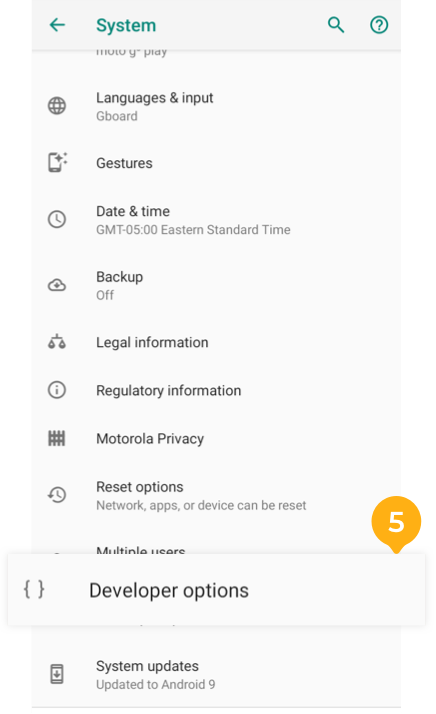 System
moto g⁶ play
Languages & input
Gboard
Gestures
Date & time
GMT-05:00 Eastern Standard Time
Backup
Off
Legal information
Regulatory information
Motorola Privacy
Reset options
Network, apps, or device can be reset
5
Multiple users
Developer options
System updates
Updated to Android 9